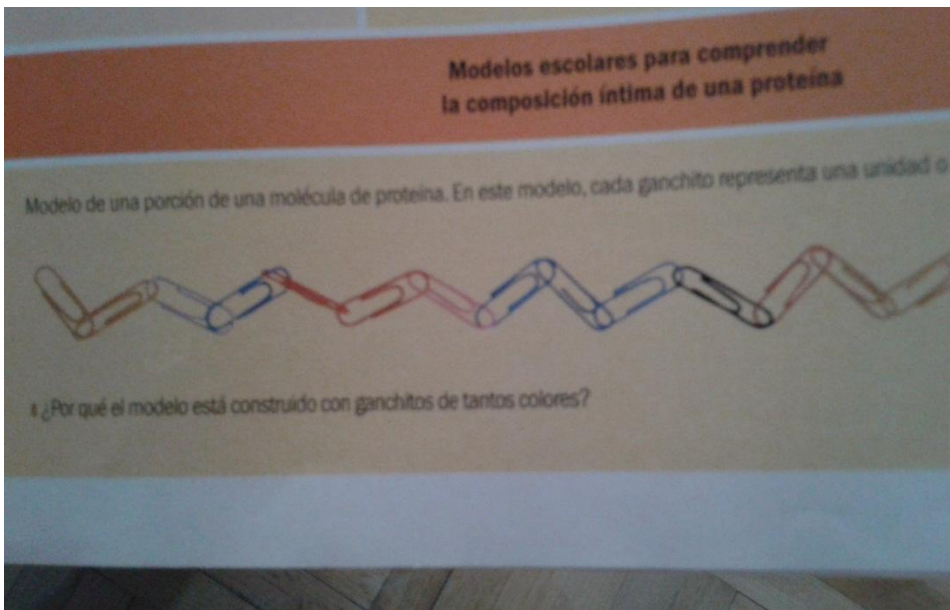 Modelos escolares para comprender
la composición íntima de una proteína
Modelo de una porción de una molécula de proteína. En este modelo, cada ganchito representa una unidad o
¿Por qué el modelo está construido con ganchitos de tantos colores?